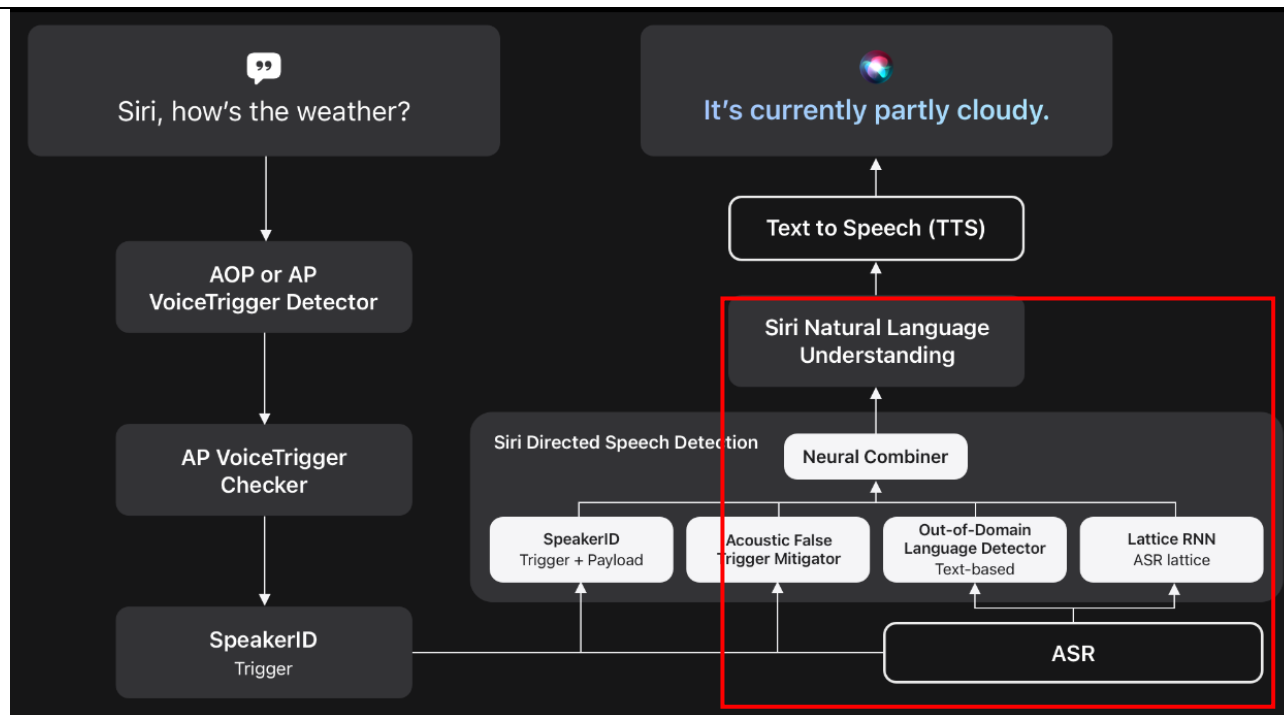 Siri, how's the weather?
AOP or AP
VoiceTrigger Detector
AP VoiceTrigger
Checker
SpeakerID
Trigger
It's currently partly cloudy.
Text to Speech (TTS)
Siri Natural Language
Understanding
Siri Directed Speech Detection
Neural Combiner
SpeakerID
Trigger + Payload
Acoustic False
Trigger Mitigator
Out-of-Domain
Language Detector
Text-based
Lattice RNN
ASR lattice
ASR